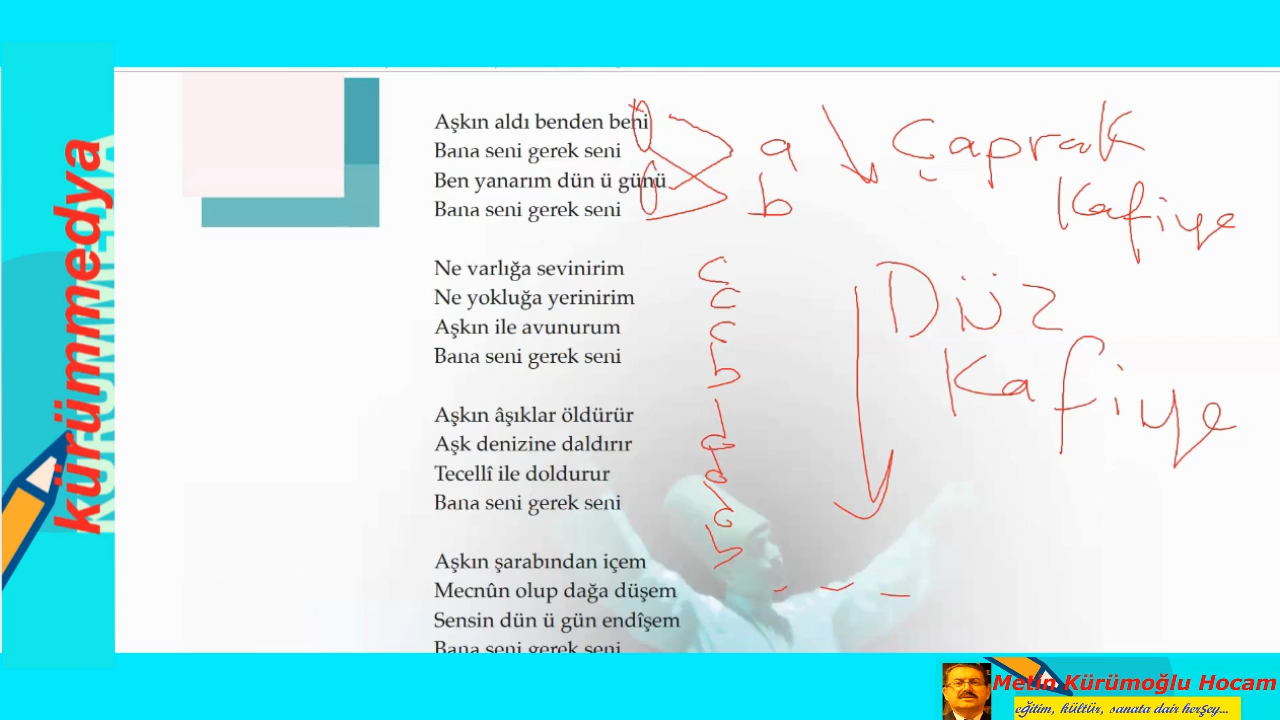 kürümmedya
Aşkın aldı benden beni
Bana seni gerek seni
Ben yanarım dün ü günü
Bana seni gerek seni
a
b
Çaprak
Kafiye
Ne varlığa sevinirim
Ne yokluğa yerinirim
Aşkın ile avunurum
Bana seni gerek seni
c
c
c
b
Düz
Kafiye
Aşkın âşıklar öldürür
Aşk denizine daldırır
Tecellî ile doldurur
Bana seni gerek seni
d
d
d
b
Aşkın şarabından içem
Mecnûn olup dağa düşem
Sensin dün ü gün endîşem
Bana seni gerek seni
Metin Kürümoğlu Hocam
eğitim, kültür, sanata dair herşey...